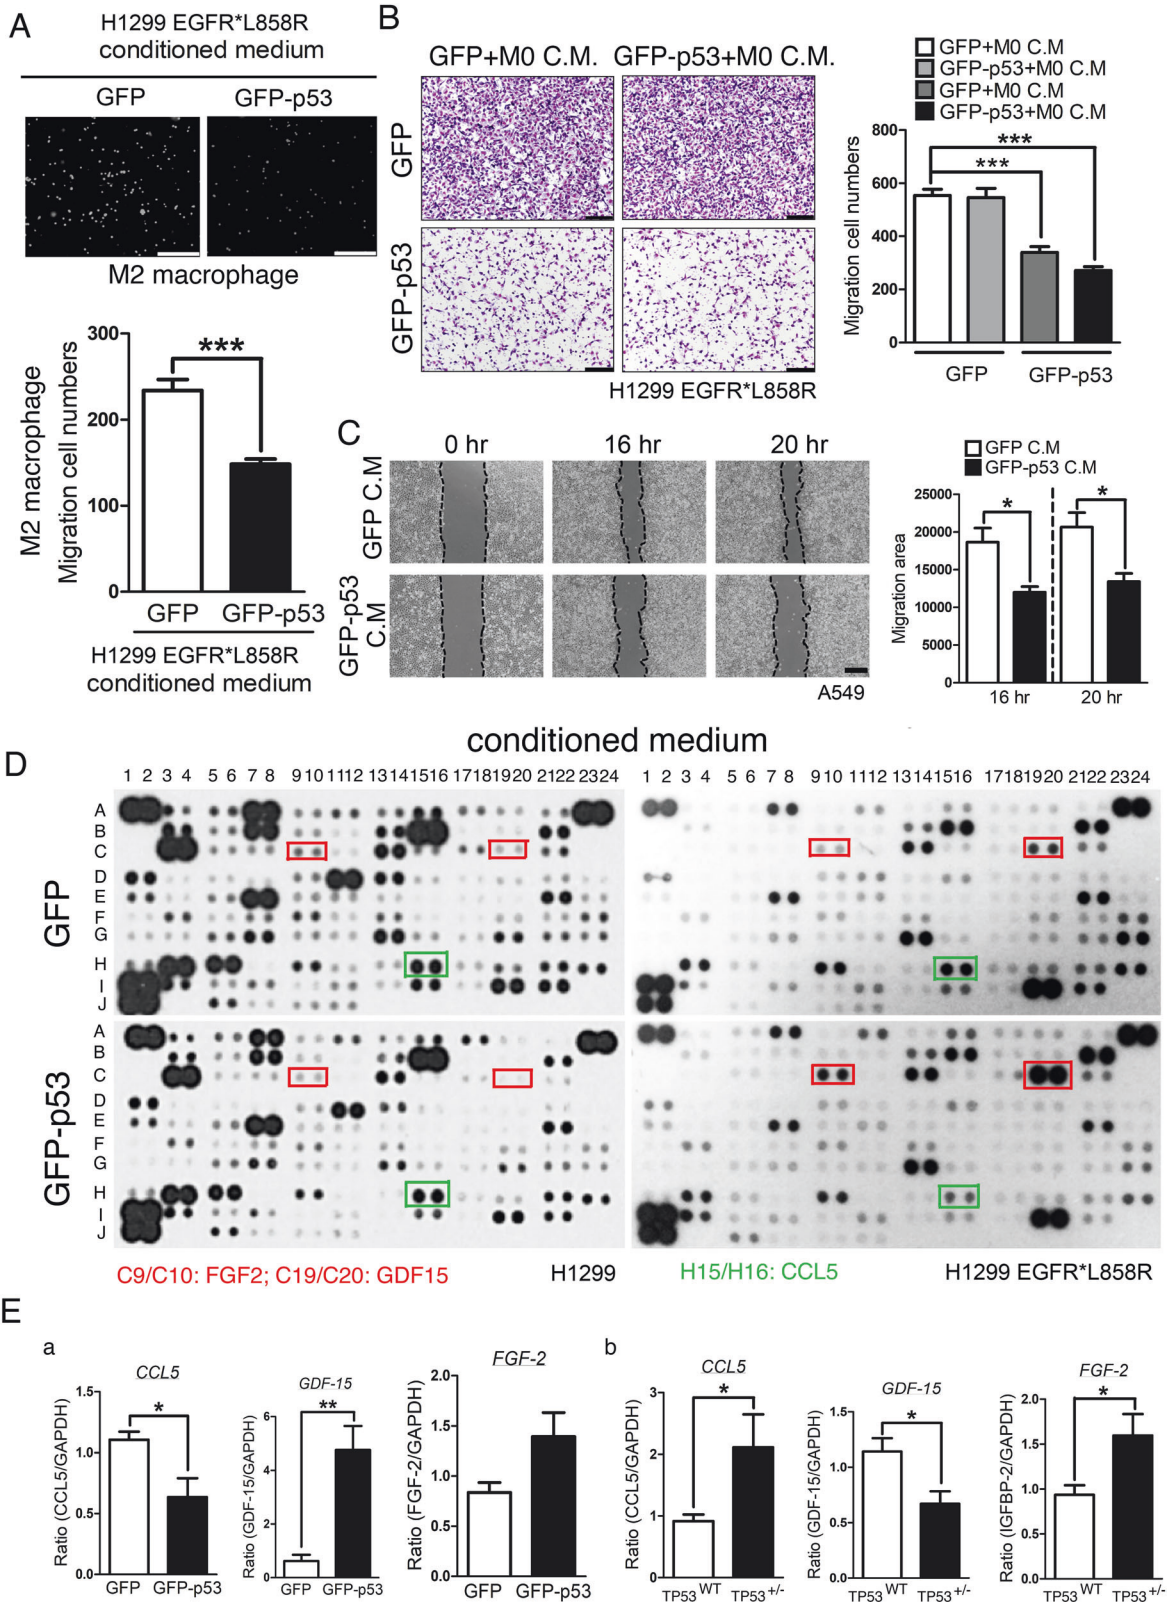 A
H1299 EGFR*L858R
conditioned medium
GFP
GFP-p53
M2 macrophage
300
200
100
0
M2 macrophage
Migration cell numbers
***
GFP
GFP-p53
H1299 EGFR*L858R
conditioned medium
B
GFP+M0 C.M.
GFP-p53+M0 C.M.
GFP
GFP-p53
H1299 EGFR*L858R
GFP+M0 C.M
GFP-p53+M0 C.M
GFP+M0 C.M
GFP-p53+M0 C.M
Migration cell numbers
800
600
400
200
0
***
***
GFP
GFP-p53
C
0 hr
16 hr
20 hr
GFP C.M
GFP-p53
C.M
A549
GFP C.M
GFP-p53 C.M
Migration area
25000
20000
15000
10000
5000
0
*
*
16 hr
20 hr
D
conditioned medium
1 2 3 4 5 6 7 8 9 10 11 12 13 14 15 16 17 18 19 20 21 22 23 24
1 2 3 4 5 6 7 8 9 10 11 12 13 14 15 16 17 18 19 20 21 22 23 24
GFP
A
B
C
D
E
F
G
H
I
J
GFP-p53
A
B
C
D
E
F
G
H
I
J
C9/C10: FGF2; C19/C20: GDF15
H1299
H15/H16: CCL5
H1299 EGFR*L858R
E
a
CCL5
Ratio (CCL5/GAPDH)
1.5
1.0
0.5
0.0
*
GFP
GFP-p53
GDF-15
Ratio (GDF-15/GAPDH)
6
4
2
0
**
GFP
GFP-p53
FGF-2
Ratio (FGF-2/GAPDH)
2.0
1.5
1.0
0.5
0.0
GFP
GFP-p53
b
CCL5
Ratio (CCL5/GAPDH)
3
2
1
0
*
TP53WT
TP53+/-
GDF-15
Ratio (GDF-15/GAPDH)
1.5
1.0
0.5
0.0
*
TP53WT
TP53+/-
FGF-2
Ratio (IGFBP-2/GAPDH)
2.0
1.5
1.0
0.5
0.0
*
TP53WT
TP53+/-